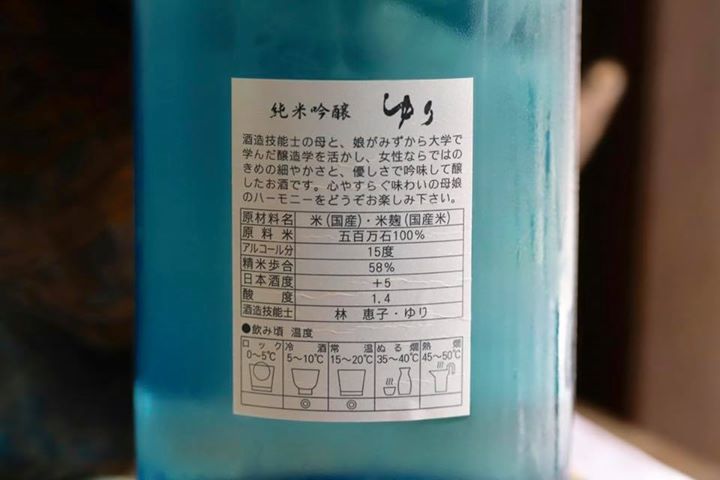 純米吟醸 ゆり
酒造技能士の母と、娘がみずから大学で
学んだ醸造学を活かし、女性ならではの
きめの細やかさと、優しさで吟味して醸
したお酒です。心やすらぐ味わいの母娘
のハーモニーをどうぞお楽しみ下さい。
原材料名 米(国産)・米麹(国産米)
原料米 五百万石100%
アルコール分 15度
精米歩合 58%
日本酒度 +5
酸度 1.4
酒造技能士 林 恵子・ゆり
●飲み頃 温度
ロック 冷酒 常温 ぬる燗 熱燗
0〜5℃ 5〜10℃ 15〜20℃ 35〜40℃ 45〜50℃
◎ ◎